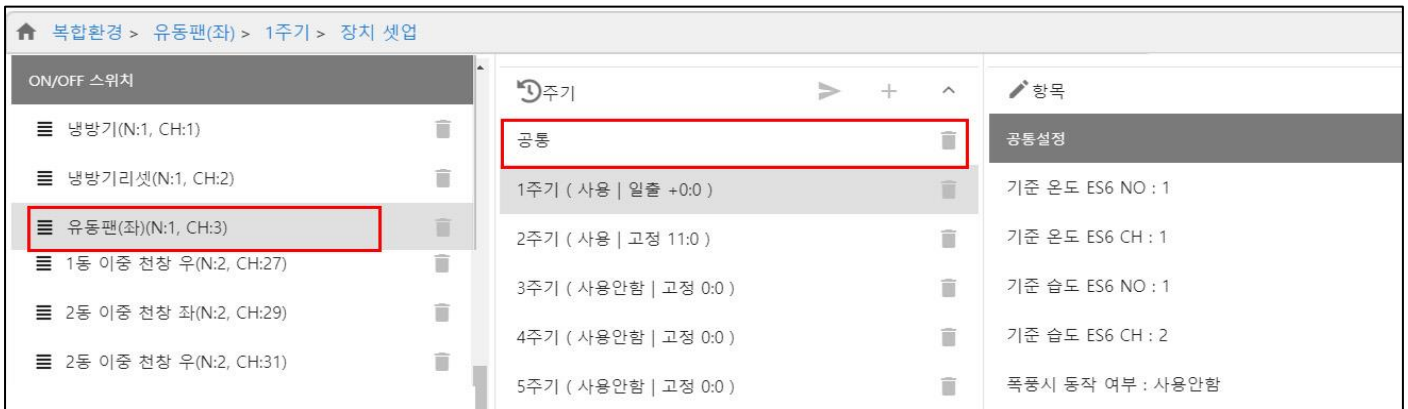 복합환경 > 유동팬(좌) > 1주기 > 장치 셋업
ON/OFF 스위치
냉방기(N:1, CH:1)
냉방기리셋(N:1, CH:2)
유동팬(좌)(N:1, CH:3)
1동 이중 천창 우(N:2, CH:27)
2동 이중 천창 좌(N:2, CH:29)
2동 이중 천창 우(N:2, CH:31)
주기
공통
1주기 ( 사용 | 일출 +0:0 )
2주기 ( 사용 | 고정 11:0 )
3주기 ( 사용안함 | 고정 0:0 )
4주기 ( 사용안함 | 고정 0:0 )
5주기 ( 사용안함 | 고정 0:0 )
항목
공통설정
기준 온도 ES6 NO : 1
기준 온도 ES6 CH : 1
기준 습도 ES6 NO : 1
기준 습도 ES6 CH : 2
폭풍시 동작 여부 : 사용안함